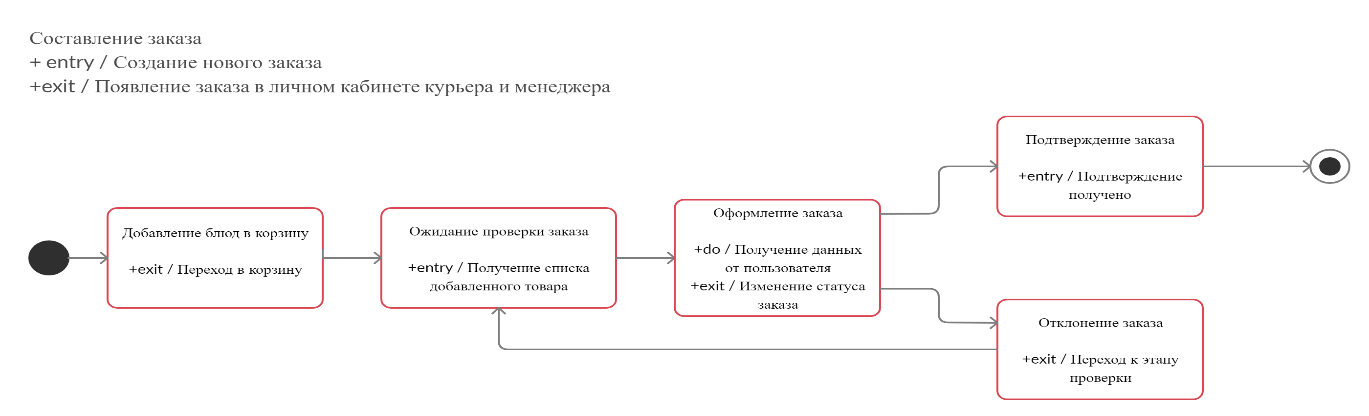 Составление заказа
+ entry / Создание нового заказа
+exit / Появление заказа в личном кабинете курьера и менеджера
Добавление блюд в корзину
+exit / Переход в корзину
Ожидание проверки заказа
+entry / Получение списка
добавленного товара
Оформление заказа
+do / Получение данных
от пользователя
+exit / Изменение статуса
заказа
Подтверждение заказа
+entry / Подтверждение
получено
Отклонение заказа
+exit / Переход к этапу
проверки